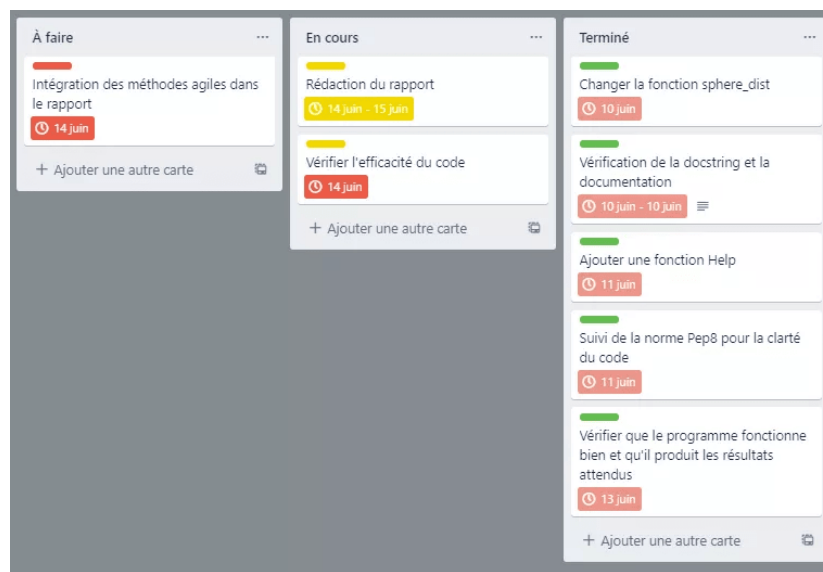 À faire
Intégration des méthodes agiles dans
le rapport
14 juin
+ Ajouter une autre carte
En cours
Rédaction du rapport
14 juin - 15 juin
Vérifier l'efficacité du code
14 juin
+ Ajouter une autre carte
Terminé
Changer la fonction sphere_dist
10 juin
Vérification de la docstring et la
documentation
10 juin - 10 juin
Ajouter une fonction Help
11 juin
Suivi de la norme Pep8 pour la clarté
du code
11 juin
Vérifier que le programme fonctionne
bien et qu'il produit les résultats
attendus
13 juin
+ Ajouter une autre carte